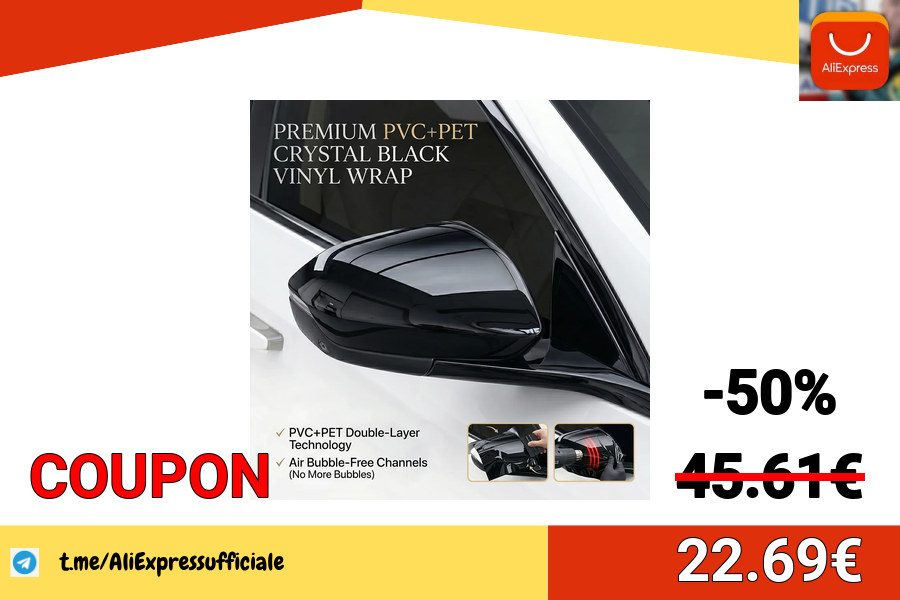 AliExpress
PREMIUM PVC+PET
CRYSTAL BLACK
VINYL WRAP
✓ PVC+PET Double-Layer
Technology
✓ Air Bubble-Free Channels
(No More Bubbles)
-50%
COUPON
45.61€
t.me/AliExpressufficiale
22.69€